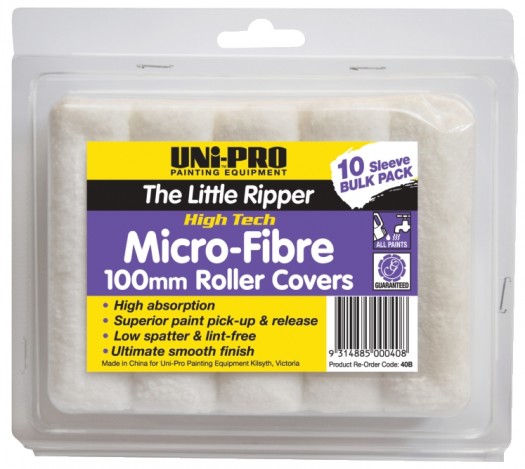 UNi-PRO
PAINTING EQUIPMENT
10 Sleeve
BULK PACK
The Little Ripper
High Tech
Micro-Fibre
100mm Roller Covers
ALL PAINTS
GUARANTEED
• High absorption
• Superior paint pick-up & release
• Low spatter & lint-free
• Ultimate smooth finish
Made in China for Uni-Pro Painting Equipment Kilsyth, Victoria
9 314885 000408
Product Re-Order Code: 40B